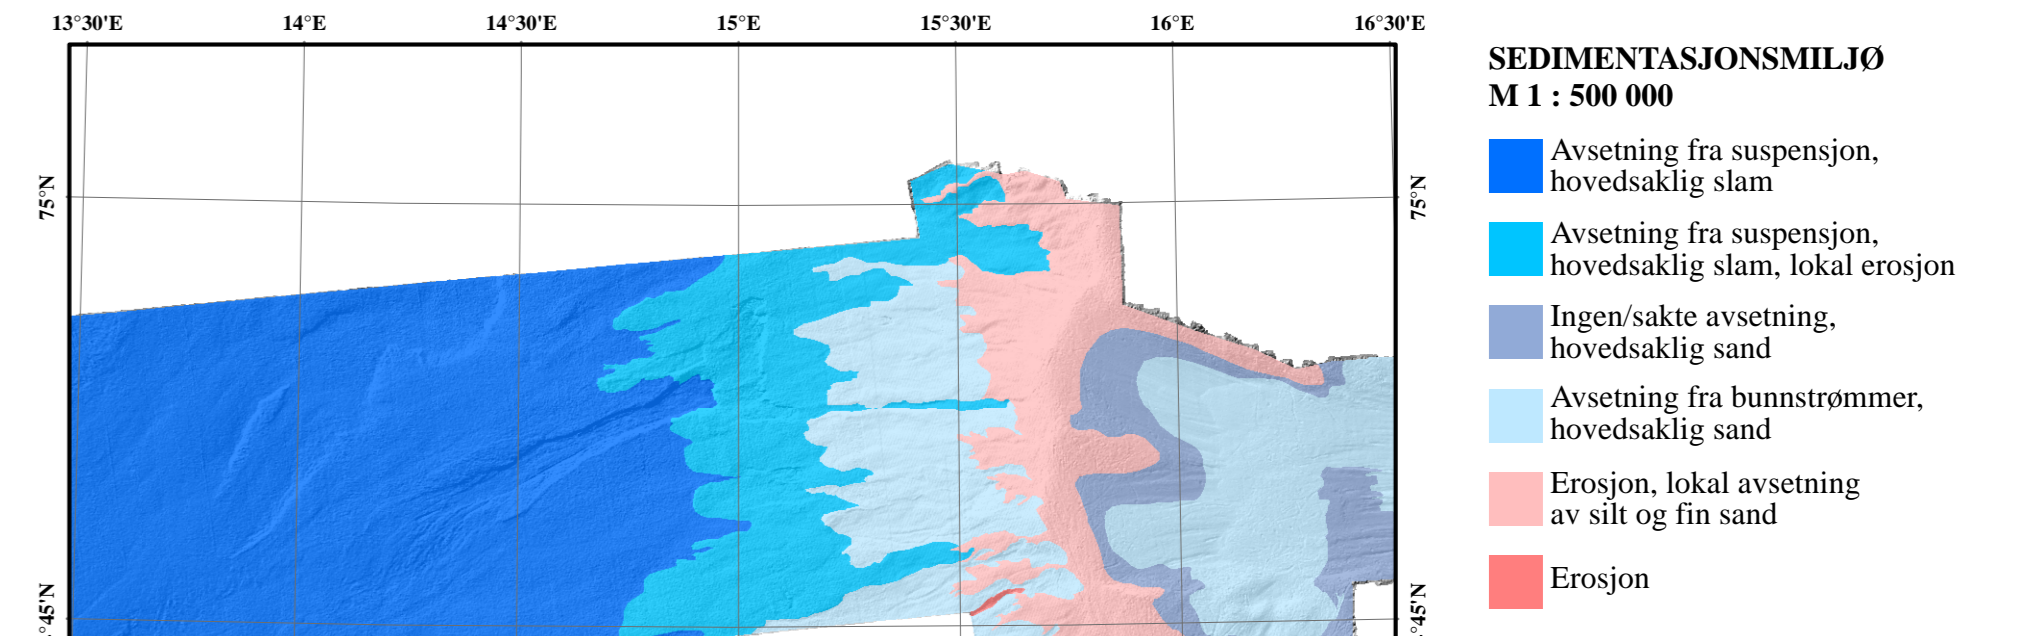 13°30'E 14°E 14°30'E 15°E 15°30'E 16°E 16°30'E
75°N
75°N
°45'N
°45'N
SEDIMENTASJONSMILJØ
M 1 : 500 000
Avsetning fra suspensjon,
hovedsaklig slam
Avsetning fra suspensjon,
hovedsaklig slam, lokal erosjon
Ingen/sakte avsetning,
hovedsaklig sand
Avsetning fra bunnstrømmer,
hovedsaklig sand
Erosjon, lokal avsetning
av silt og fin sand
Erosjon